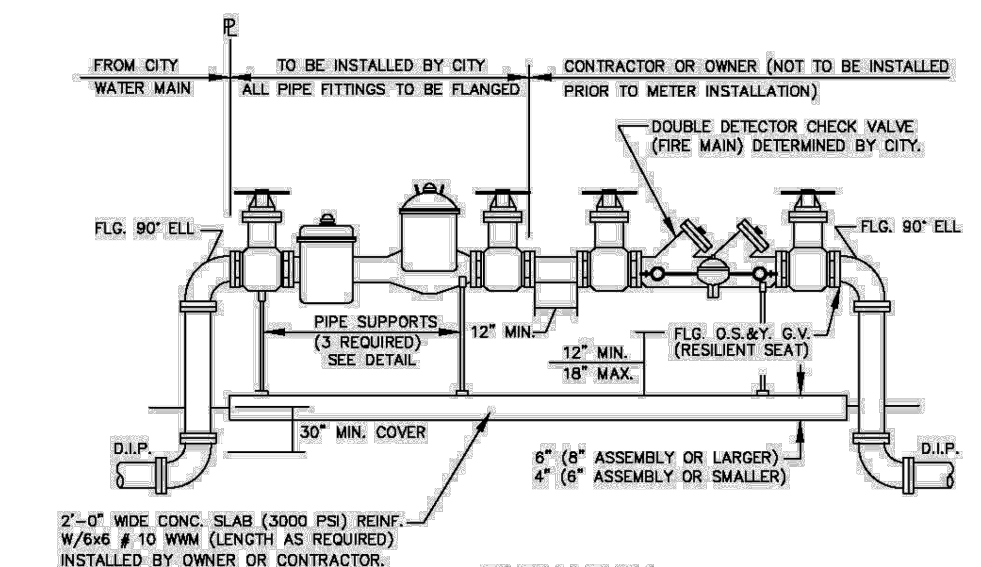 PL
FROM CITY
WATER MAIN
TO BE INSTALLED BY CITY
ALL PIPE FITTINGS TO BE FLANGED
CONTRACTOR OR OWNER (NOT TO BE INSTALLED
PRIOR TO METER INSTALLATION)
DOUBLE DETECTOR CHECK VALVE
(FIRE MAIN) DETERMINED BY CITY.
FLG. 90° ELL
FLG. 90° ELL
PIPE SUPPORTS
(3 REQUIRED)
SEE DETAIL
12" MIN.
12" MIN.
18" MAX.
FLG. O.S.&Y. G.V.
(RESILIENT SEAT)
30" MIN. COVER
D.I.P.
D.I.P.
6" (8" ASSEMBLY OR LARGER)
4" (6" ASSEMBLY OR SMALLER)
2'-0" WIDE CONC. SLAB (3000 PSI) REINF.
W/6x6 # 10 WWM (LENGTH AS REQUIRED)
INSTALLED BY OWNER OR CONTRACTOR.